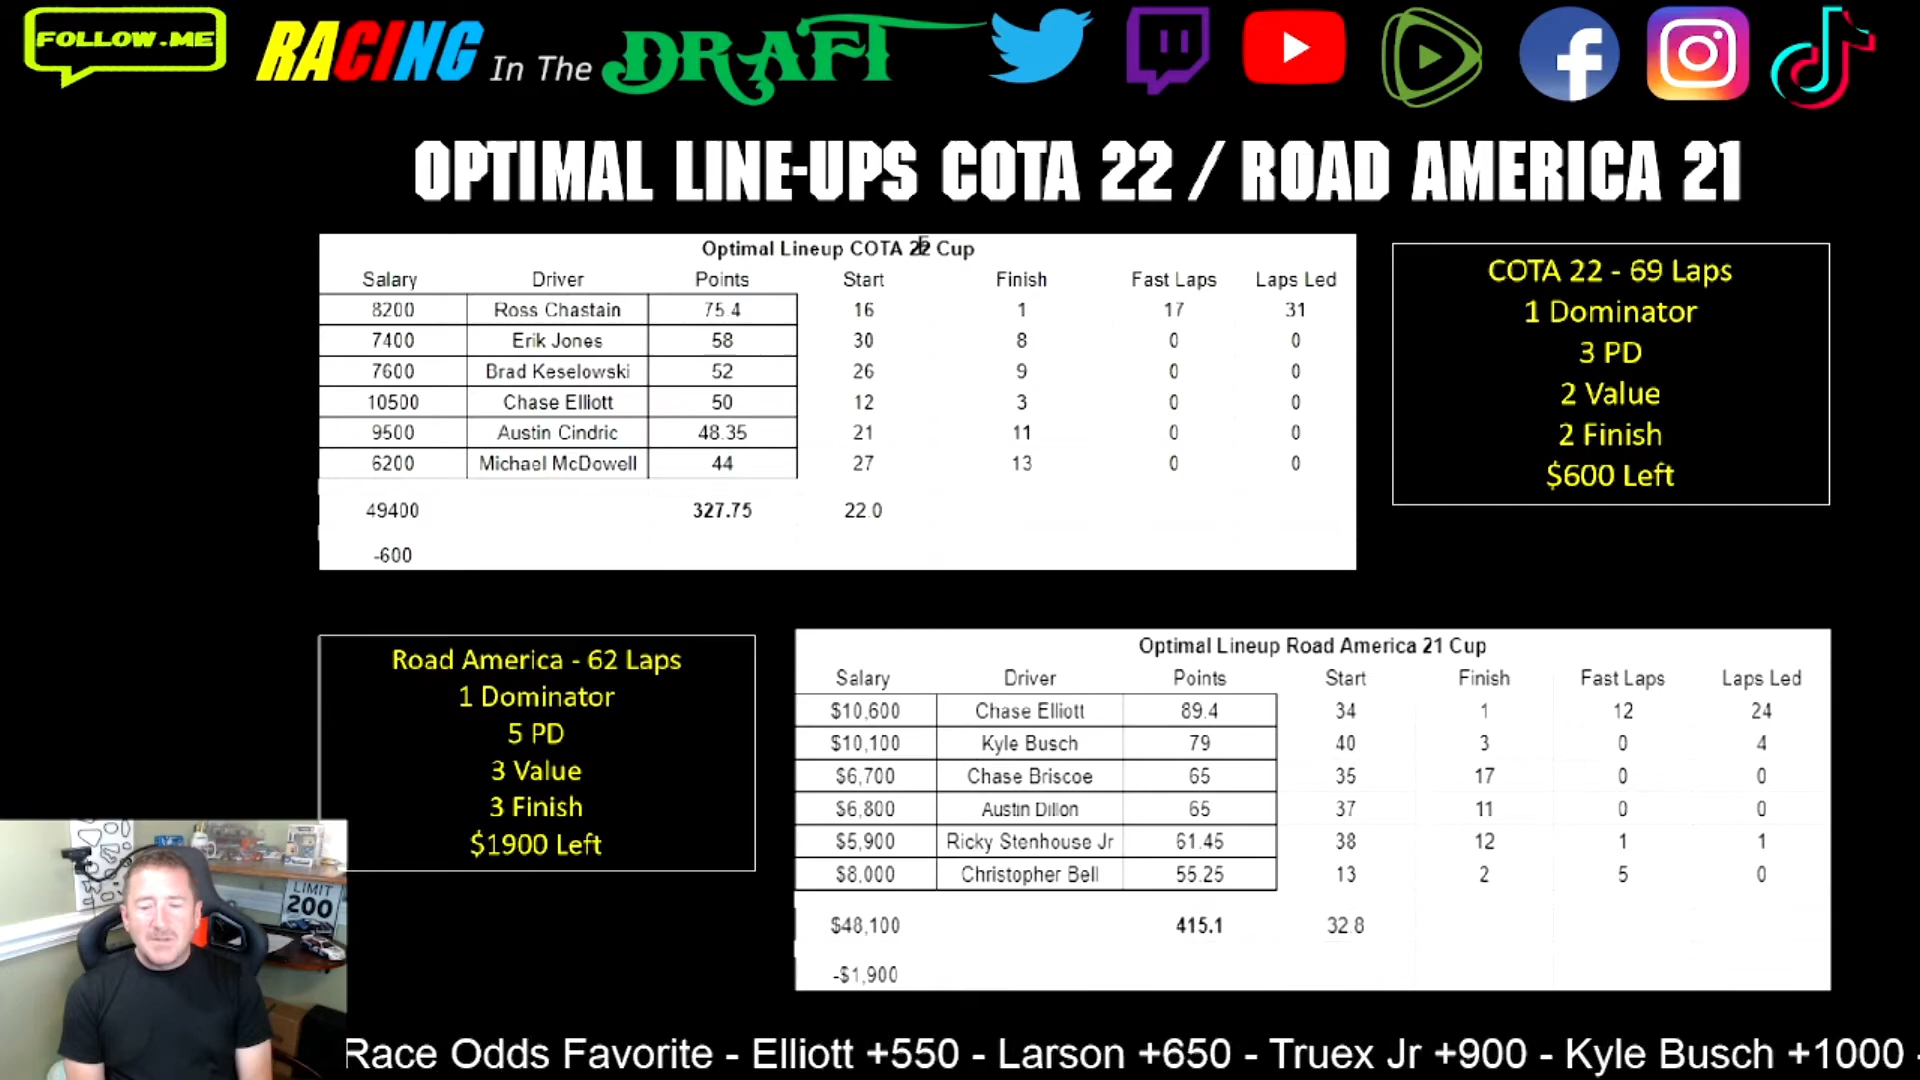 FOLLOW.ME
RACING In The DRAFT
OPTIMAL LINE-UPS COTA 22 / ROAD AMERICA 21
Optimal Lineup COTA 22 Cup
Salary Driver Points Start Finish Fast Laps Laps Led
8200 Ross Chastain 75.4 16 1 17 31
7400 Erik Jones 58 30 8 0 0
7600 Brad Keselowski 52 26 9 0 0
10500 Chase Elliott 50 12 3 0 0
9500 Austin Cindric 48.35 21 11 0 0
6200 Michael McDowell 44 27 13 0 0
49400 327.75 22.0
-600
COTA 22 - 69 Laps
1 Dominator
3 PD
2 Value
2 Finish
$600 Left
Road America - 62 Laps
1 Dominator
5 PD
3 Value
3 Finish
$1900 Left
Optimal Lineup Road America 21 Cup
Salary Driver Points Start Finish Fast Laps Laps Led
$10,600 Chase Elliott 89.4 34 1 12 24
$10,100 Kyle Busch 79 40 3 0 4
$6,700 Chase Briscoe 65 35 17 0 0
$6,800 Austin Dillon 65 37 11 0 0
$5,900 Ricky Stenhouse Jr 61.45 38 12 1 1
$8,000 Christopher Bell 55.25 13 2 5 0
$48,100 415.1 32.8
-$1,900
LIMIT
200
Race Odds Favorite - Elliott +550 - Larson +650 - Truex Jr +900 - Kyle Busch +1000 -